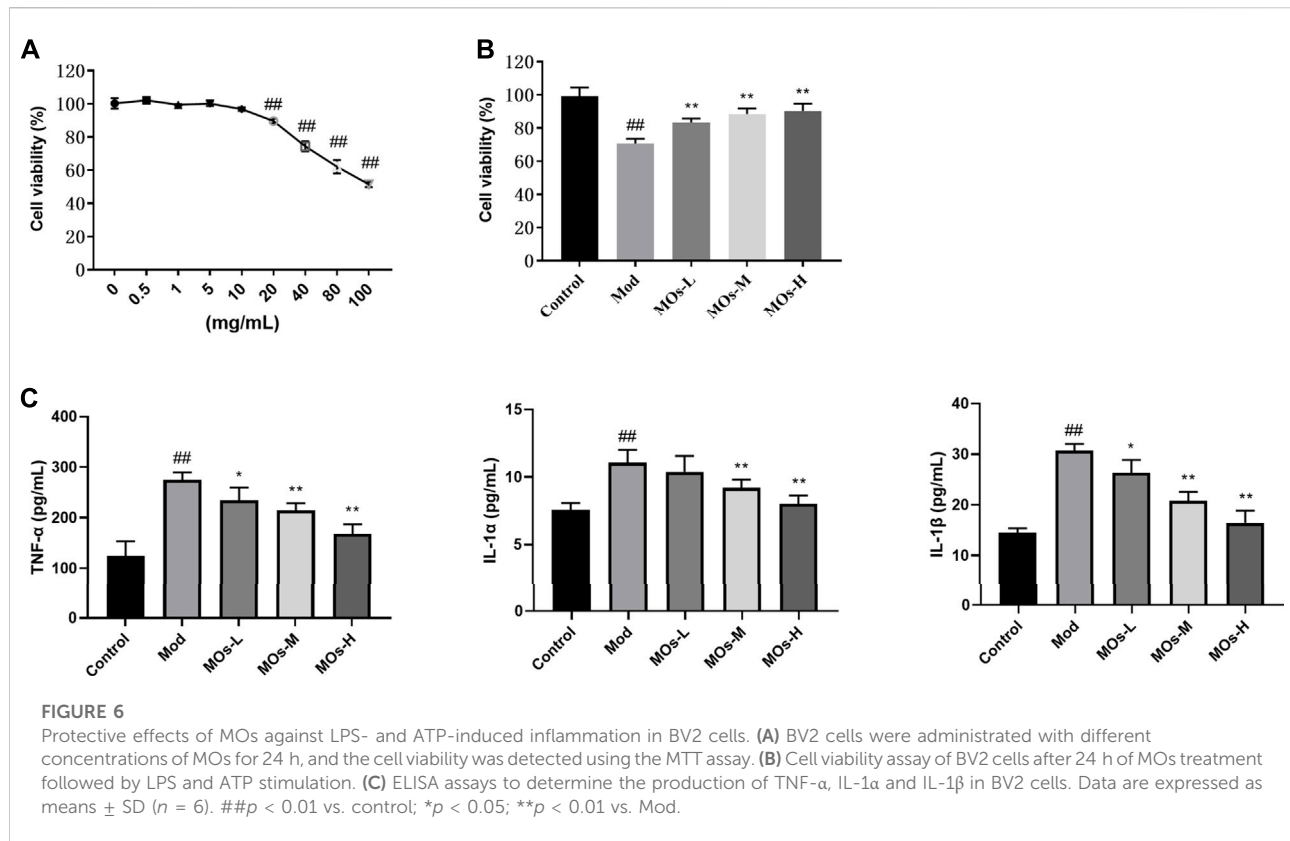 A
120
100
80
60
40
20
0
Cell viability (%)
##
##
##
##
0
0.5
1
5
10
20
40
80
100
(mg/mL)
B
120
100
80
60
40
20
0
Cell viability (%)
##
**
**
**
Control
Mod
MOs-L
MOs-M
MOs-H
C
400
300
200
100
0
TNF-α (pg/mL)
##
*
**
**
Control
Mod
MOs-L
MOs-M
MOs-H
15
10
5
0
IL-1α (pg/mL)
##
**
**
Control
Mod
MOs-L
MOs-M
MOs-H
40
30
20
10
0
IL-1β (pg/mL)
##
*
**
**
Control
Mod
MOs-L
MOs-M
MOs-H
FIGURE 6
Protective effects of MOs against LPS- and ATP-induced inflammation in BV2 cells. (A) BV2 cells were administrated with different
concentrations of MOs for 24 h, and the cell viability was detected using the MTT assay. (B) Cell viability assay of BV2 cells after 24 h of MOs treatment
followed by LPS and ATP stimulation. (C) ELISA assays to determine the production of TNF-α, IL-1α and IL-1β in BV2 cells. Data are expressed as
means ± SD (n = 6). ##p < 0.01 vs. control; *p < 0.05; **p < 0.01 vs. Mod.